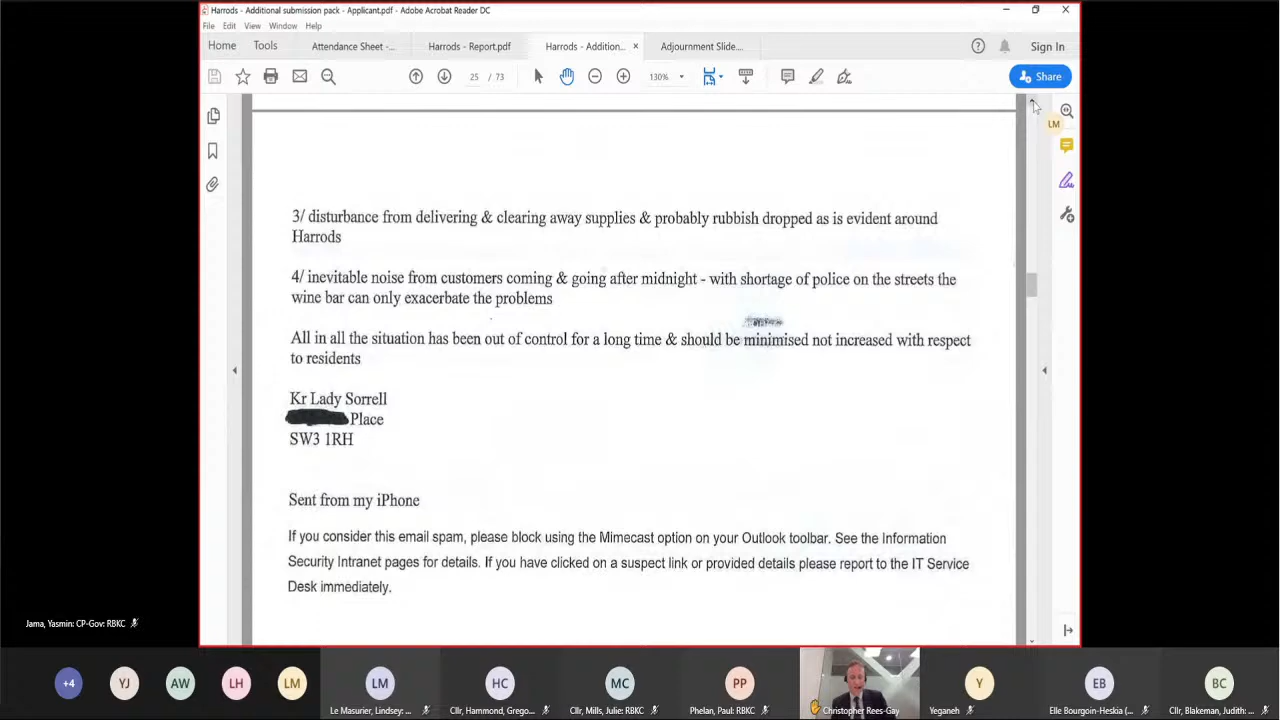 Harrods - Additional submission pack - Applicant.pdf - Adobe Acrobat Reader DC
File Edit View Window Help
Home Tools Attendance Sheet -... Harrods - Report.pdf Harrods - Addition... × Adjournment Slide.... Sign In
25 / 73 130% Share
LM
3/ disturbance from delivering & clearing away supplies & probably rubbish dropped as is evident around
Harrods
4/ inevitable noise from customers coming & going after midnight - with shortage of police on the streets the
wine bar can only exacerbate the problems
All in all the situation has been out of control for a long time & should be minimised not increased with respect
to residents
Kr Lady Sorrell
Place
SW3 1RH
Sent from my iPhone
If you consider this email spam, please block using the Mimecast option on your Outlook toolbar. See the Information
Security Intranet pages for details. If you have clicked on a suspect link or provided details please report to the IT Service
Desk immediately.
Jama, Yasmin: CP-Gov: RBKC
+4 YJ AW LH LM LM HC MC PP Y EB BC
Le Masurier, Lindsey: ... Cllr, Hammond, Grego... Cllr, Mills, Julie: RBKC Phelan, Paul: RBKC Christopher Rees-Gay Yeganeh Elle Bourgoin-Heskia (... Cllr, Blakeman, Judith: ...